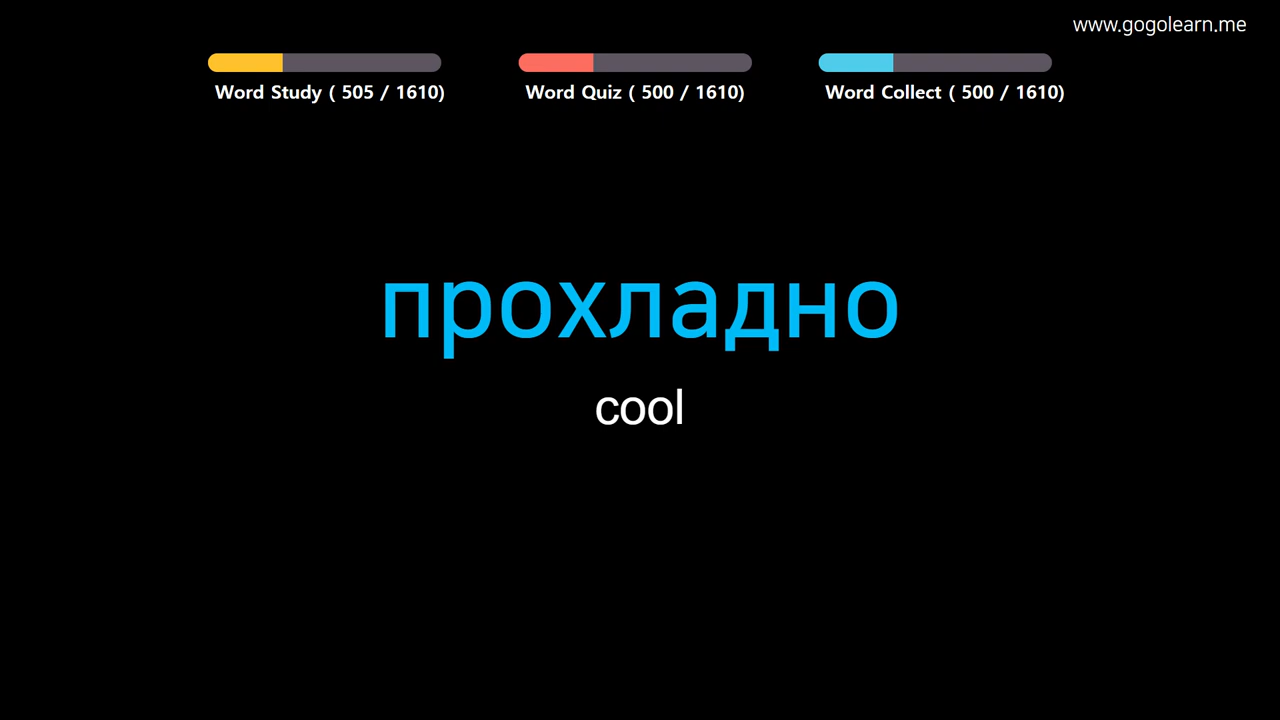 www.gogolearn.me
Word Study ( 505 / 1610)
Word Quiz ( 500 / 1610)
Word Collect ( 500 / 1610)
прохладно
cool